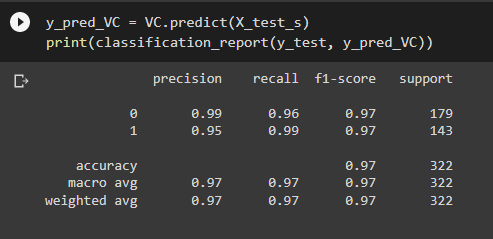 y_pred_VC = VC.predict(X_test_s)
print(classification_report(y_test, y_pred_VC))
precision recall f1-score support
0 0.99 0.96 0.97 179
1 0.95 0.99 0.97 143
accuracy 0.97 322
macro avg 0.97 0.97 0.97 322
weighted avg 0.97 0.97 0.97 322